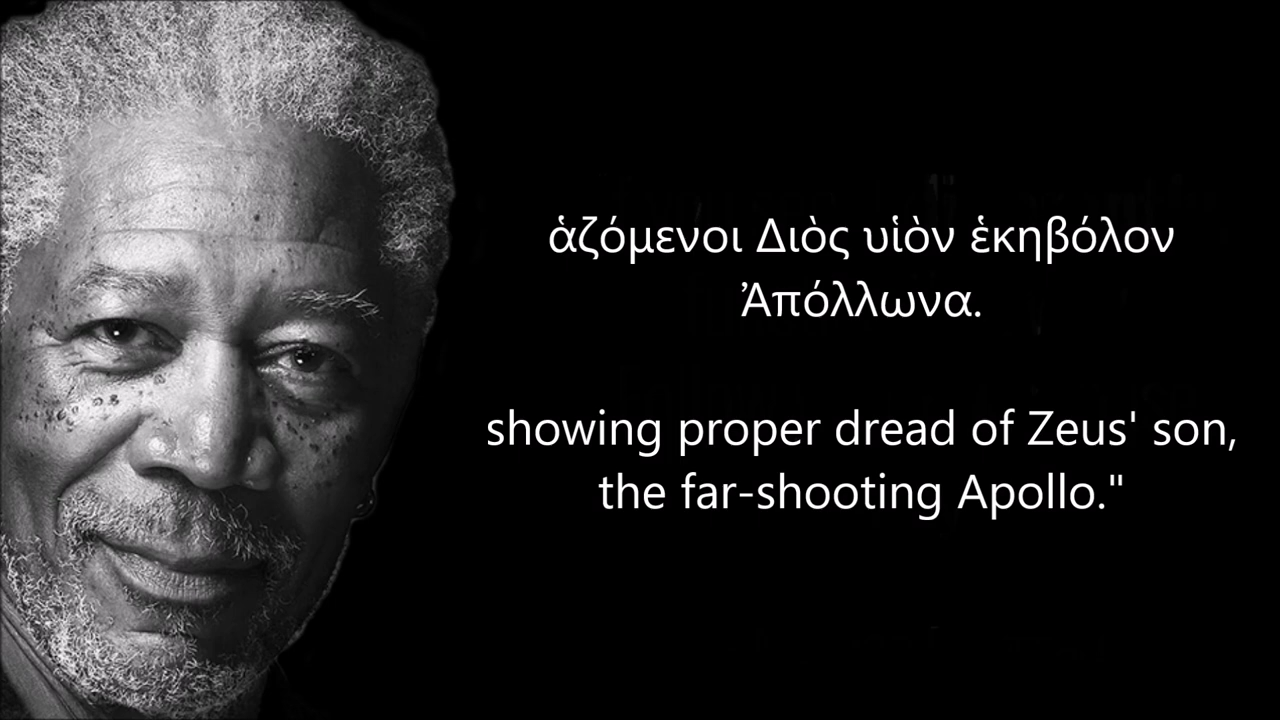 ἁζόμενοι Διὸς υἱὸν ἑκηβόλον
Ἀπόλλωνα.
showing proper dread of Zeus' son,
the far-shooting Apollo."